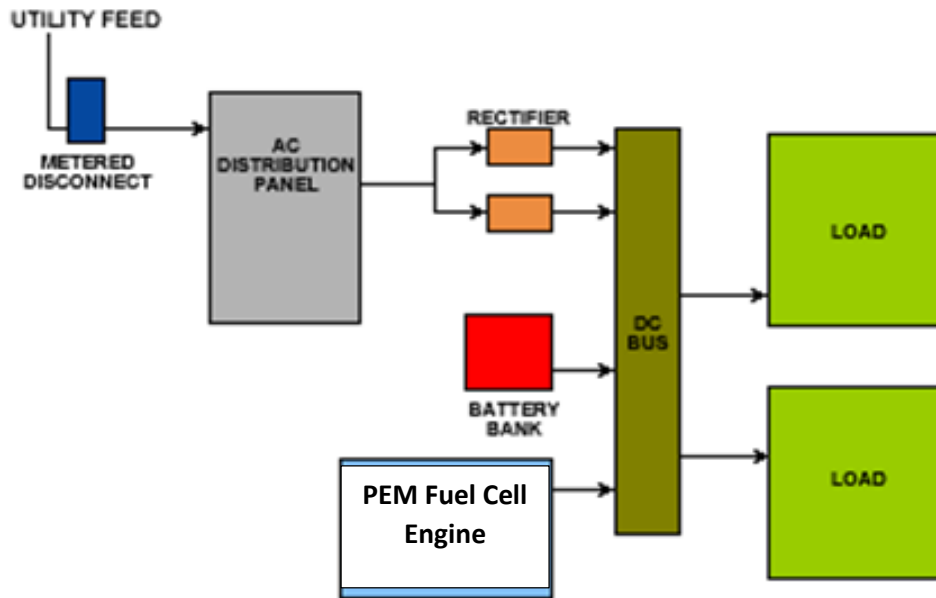 UTILITY FEED
METERED
DISCONNECT
AC
DISTRIBUTION
PANEL
RECTIFIER
DC
BUS
LOAD
BATTERY
BANK
PEM Fuel Cell
Engine
LOAD